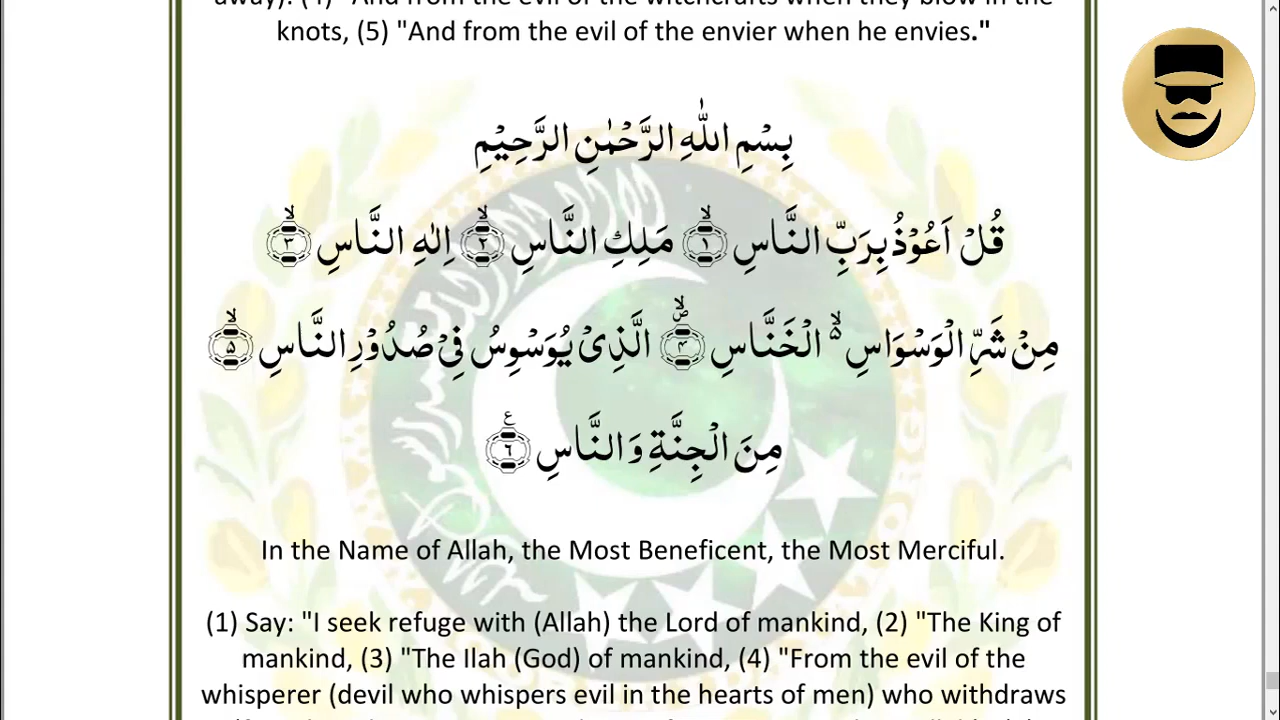 knots, (5) "And from the evil of the envier when he envies."
بِسْمِ اللّٰهِ الرَّحْمٰنِ الرَّحِيْمِ
قُلْ اَعُوْذُ بِرَبِّ النَّاسِ ۙ﴿۱﴾ مَلِكِ النَّاسِ ۙ﴿۲﴾ اِلٰهِ النَّاسِ ۙ﴿۳﴾
مِنْ شَرِّ الْوَسْوَاسِ ۙ۬ الْخَنَّاسِ ۪ۙ﴿۴﴾ الَّذِىْ يُوَسْوِسُ فِىْ صُدُوْرِ النَّاسِ ۙ﴿۵﴾
مِنَ الْجِنَّةِ وَ النَّاسِ ﴿۶﴾ع
In the Name of Allah, the Most Beneficent, the Most Merciful.
(1) Say: "I seek refuge with (Allah) the Lord of mankind, (2) "The King of
mankind, (3) "The Ilah (God) of mankind, (4) "From the evil of the
whisperer (devil who whispers evil in the hearts of men) who withdraws